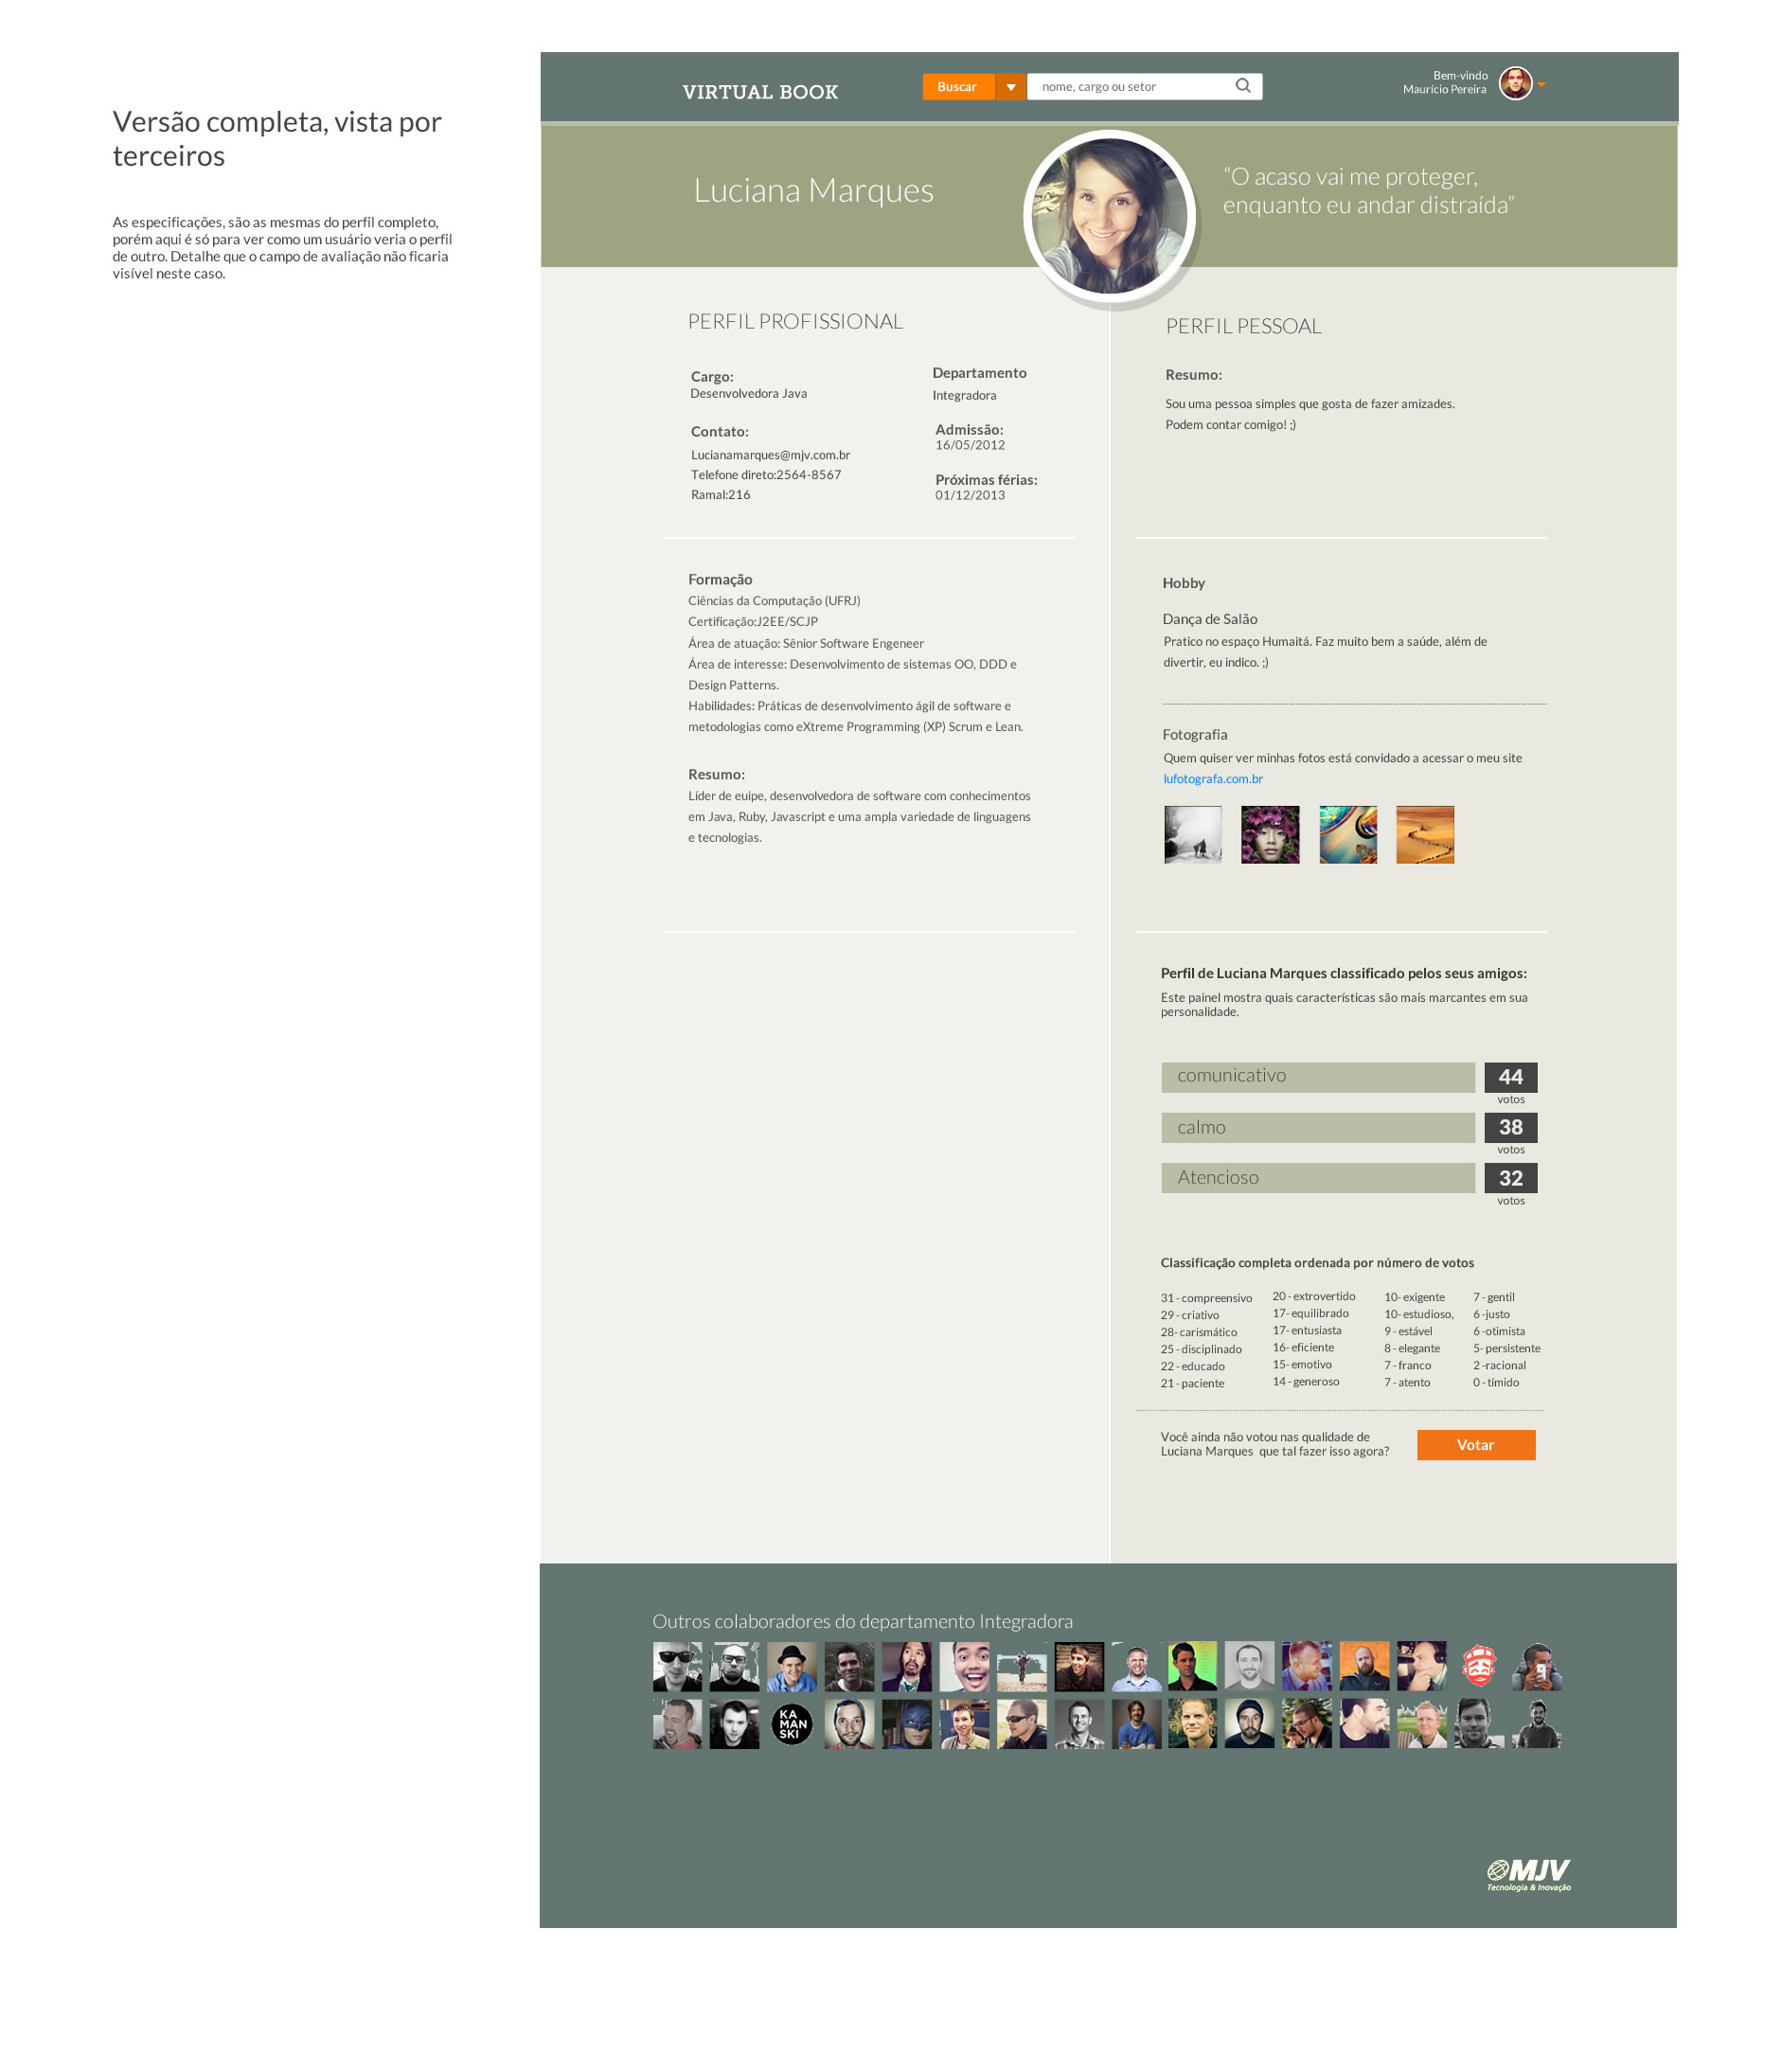 Versão completa, vista por
terceiros
As especificações, são as mesmas do perfil completo,
porém aqui é só para ver como um usuário veria o perfil
de outro. Detalhe que o campo de avaliação não ficaria
visível neste caso.
VIRTUAL BOOK
Buscar
nome, cargo ou setor
Bem-vindo
Maurício Pereira
Luciana Marques
“O acaso vai me proteger,
enquanto eu andar distraída”
PERFIL PROFISSIONAL
Cargo:
Desenvolvedora Java
Contato:
Lucianamarques@mjv.com.br
Telefone direto:2564-8567
Ramal:216
Departamento
Integradora
Admissão:
16/05/2012
Próximas férias:
01/12/2013
Formação
Ciências da Computação (UFRJ)
Certificação:J2EE/SCJP
Área de atuação: Sênior Software Engeneer
Área de interesse: Desenvolvimento de sistemas OO, DDD e
Design Patterns.
Habilidades: Práticas de desenvolvimento ágil de software e
metodologias como eXtreme Programming (XP) Scrum e Lean.
Resumo:
Líder de euipe, desenvolvedora de software com conhecimentos
em Java, Ruby, Javascript e uma ampla variedade de linguagens
e tecnologias.
PERFIL PESSOAL
Resumo:
Sou uma pessoa simples que gosta de fazer amizades.
Podem contar comigo! ;)
Hobby
Dança de Salão
Pratico no espaço Humaitá. Faz muito bem a saúde, além de
divertir, eu indico. ;)
Fotografia
Quem quiser ver minhas fotos está convidado a acessar o meu site
lufotografa.com.br
Perfil de Luciana Marques classificado pelos seus amigos:
Este painel mostra quais características são mais marcantes em sua
personalidade.
comunicativo
44
votos
calmo
38
votos
Atencioso
32
votos
Classificação completa ordenada por número de votos
31 - compreensivo
29 - criativo
28- carismático
25 - disciplinado
22 - educado
21 - paciente
20 - extrovertido
17- equilibrado
17- entusiasta
16- eficiente
15- emotivo
14 - generoso
10- exigente
10- estudioso,
9 - estável
8 - elegante
7 - franco
7 - atento
7 - gentil
6 -justo
6 -otimista
5- persistente
2 -racional
0 - tímido
Você ainda não votou nas qualidade de
Luciana Marques  que tal fazer isso agora?
Votar
Outros colaboradores do departamento Integradora
9
KA
MAN
SKI
MJV
Tecnologia & Inovação